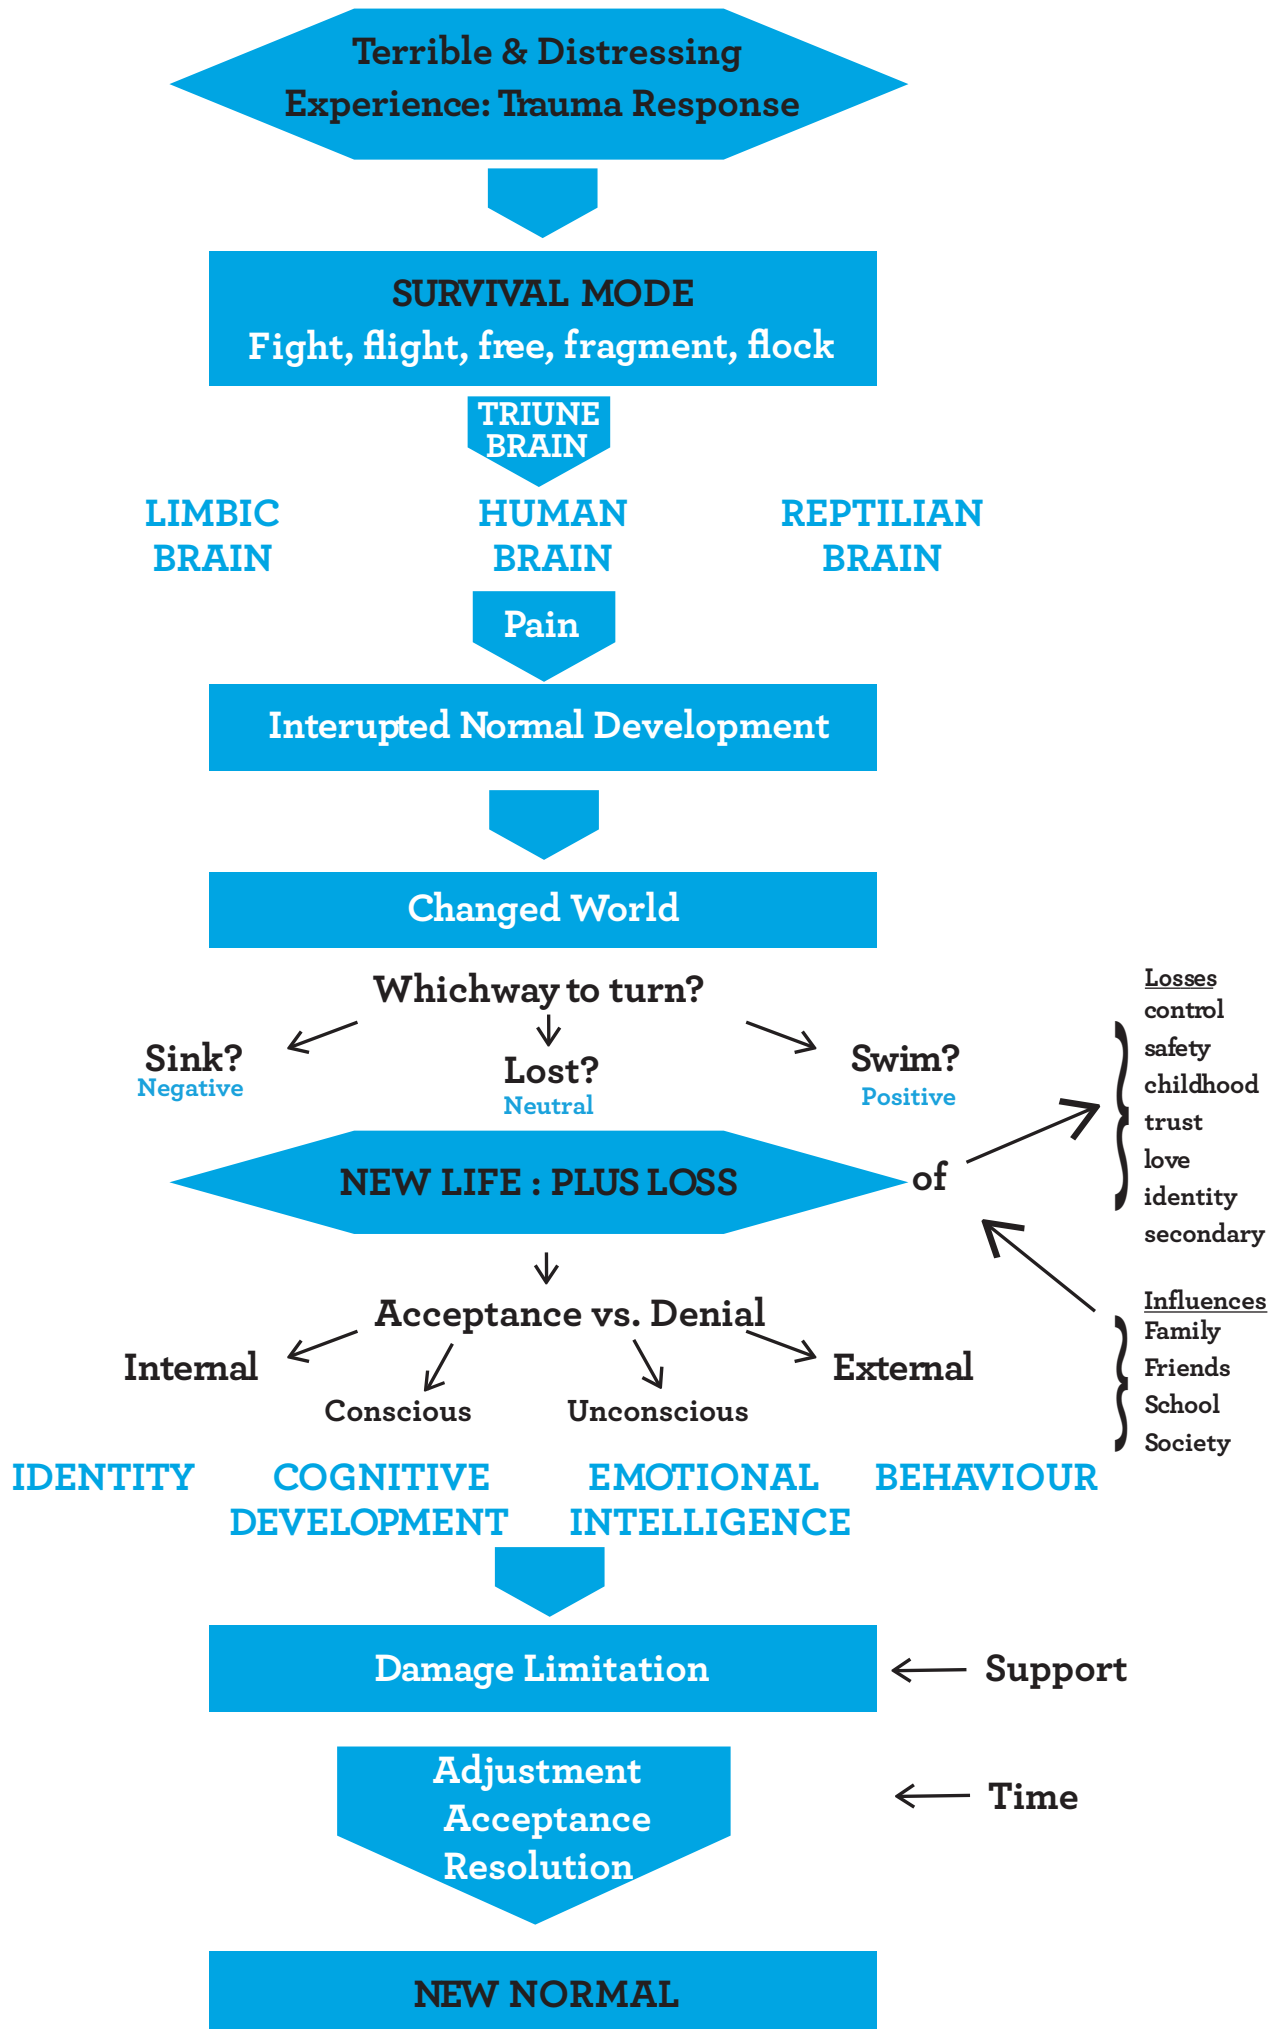 Terrible & Distressing
Experience: Trauma Response
SURVIVAL MODE
Fight, flight, free, fragment, flock
TRIUNE
BRAIN
LIMBIC
BRAIN
HUMAN
BRAIN
REPTILIAN
BRAIN
Pain
Interupted Normal Development
Changed World
Whichway to turn?
Sink?
Negative
Lost?
Neutral
Swim?
Positive
NEW LIFE : PLUS LOSS
of
Losses
control
safety
childhood
trust
love
identity
secondary
Influences
Family
Friends
School
Society
Acceptance vs. Denial
Internal
Conscious
Unconscious
External
IDENTITY
COGNITIVE
DEVELOPMENT
EMOTIONAL
INTELLIGENCE
BEHAVIOUR
Damage Limitation
Support
Adjustment
Acceptance
Resolution
Time
NEW NORMAL